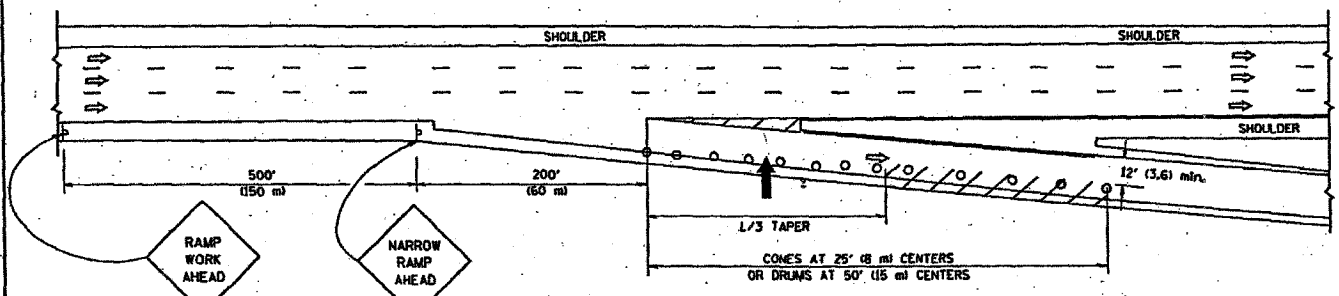 SHOULDER
SHOULDER
SHOULDER
500'
(150 m)
200'
(60 m)
12' (3.6) min.
L/3 TAPER
CONES AT 25' (8 m) CENTERS
OR DRUMS AT 50' (15 m) CENTERS
RAMP
WORK
AHEAD
NARROW
RAMP
AHEAD